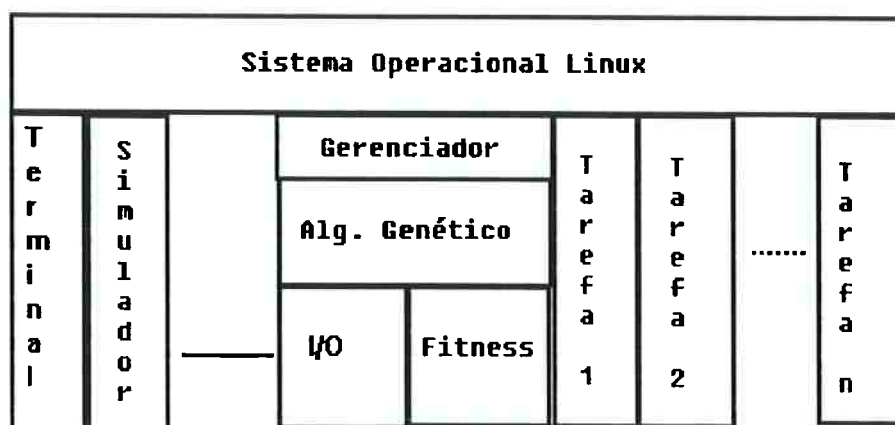 Sistema Operacional Linux
Terminal
Simulador
Gerenciador
Alg. Genético
I/O
Fitness
Tarefa 1
Tarefa 2
........
Tarefa n